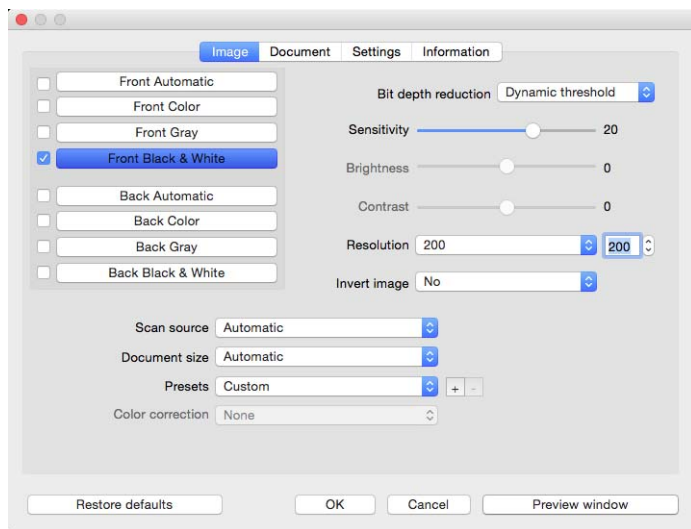 Image Document Settings Information
Front Automatic
Front Color
Front Gray
Front Black & White
Back Automatic
Back Color
Back Gray
Back Black & White
Bit depth reduction Dynamic threshold
Sensitivity 20
Brightness 0
Contrast 0
Resolution 200 200
Invert image No
Scan source Automatic
Document size Automatic
Presets Custom + -
Color correction None
Restore defaults OK Cancel Preview window